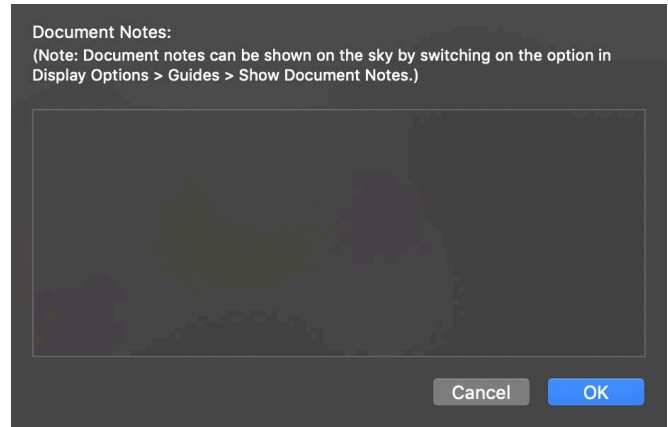 Document Notes:
(Note: Document notes can be shown on the sky by switching on the option in
Display Options > Guides > Show Document Notes.)
Cancel
OK